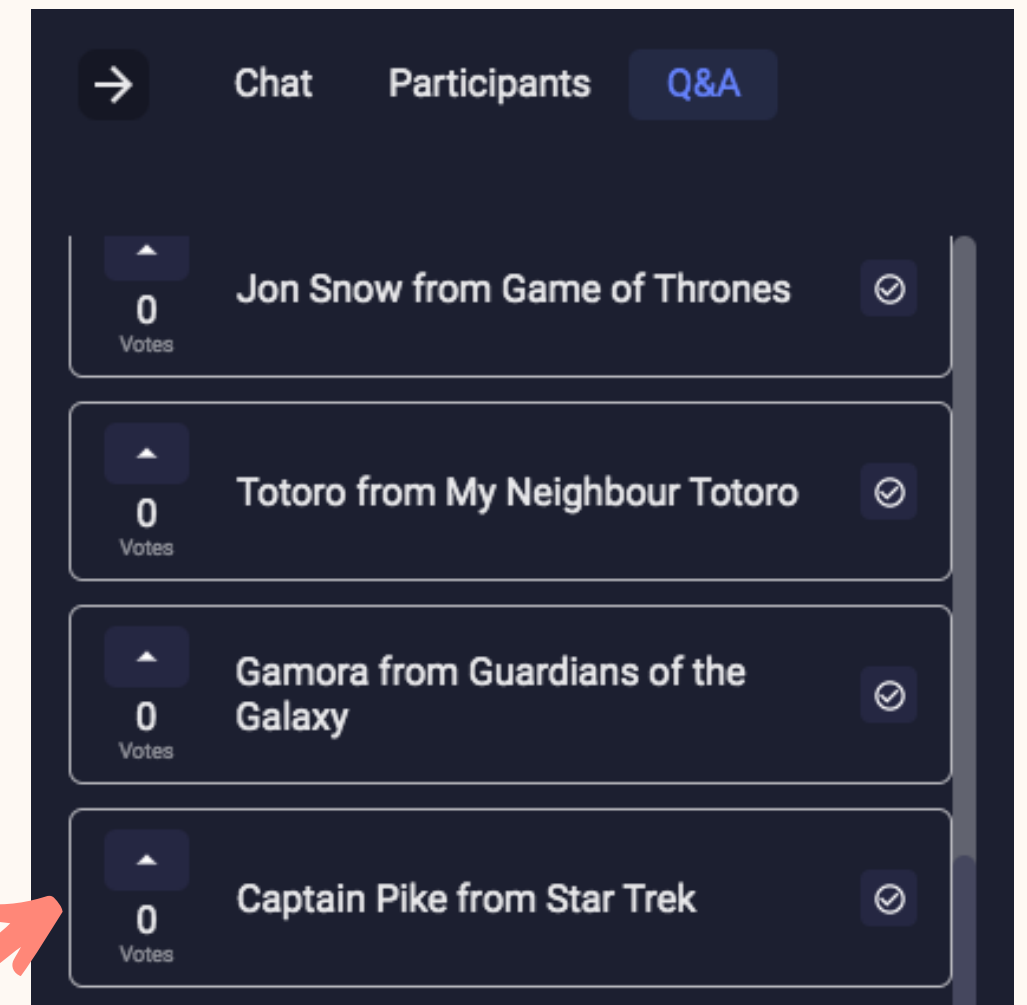 Chat Participants Q&A
Jon Snow from Game of Thrones
0
Votes
Totoro from My Neighbour Totoro
0
Votes
Gamora from Guardians of the
Galaxy
0
Votes
Captain Pike from Star Trek
0
Votes